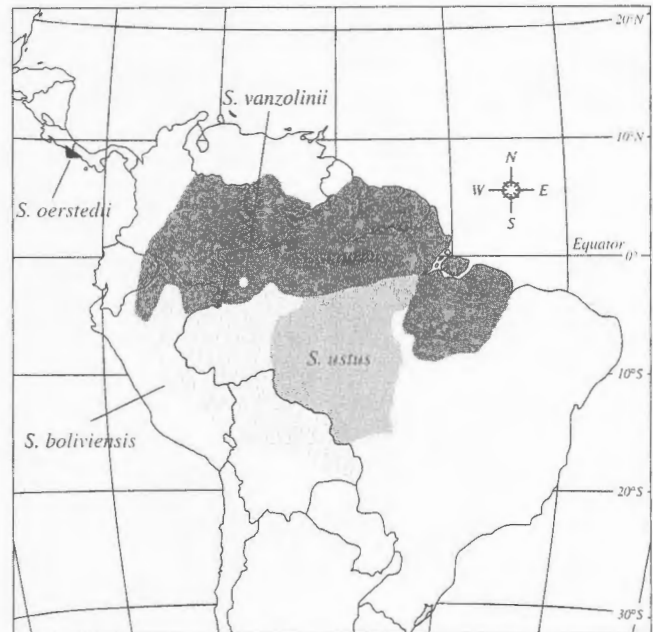 20°N
S. vanzolinii
10°N
N
W E
S
S. oerstedii
Equator
0°
S. ustus
10°S
S. boliviensis
20°S
30°S